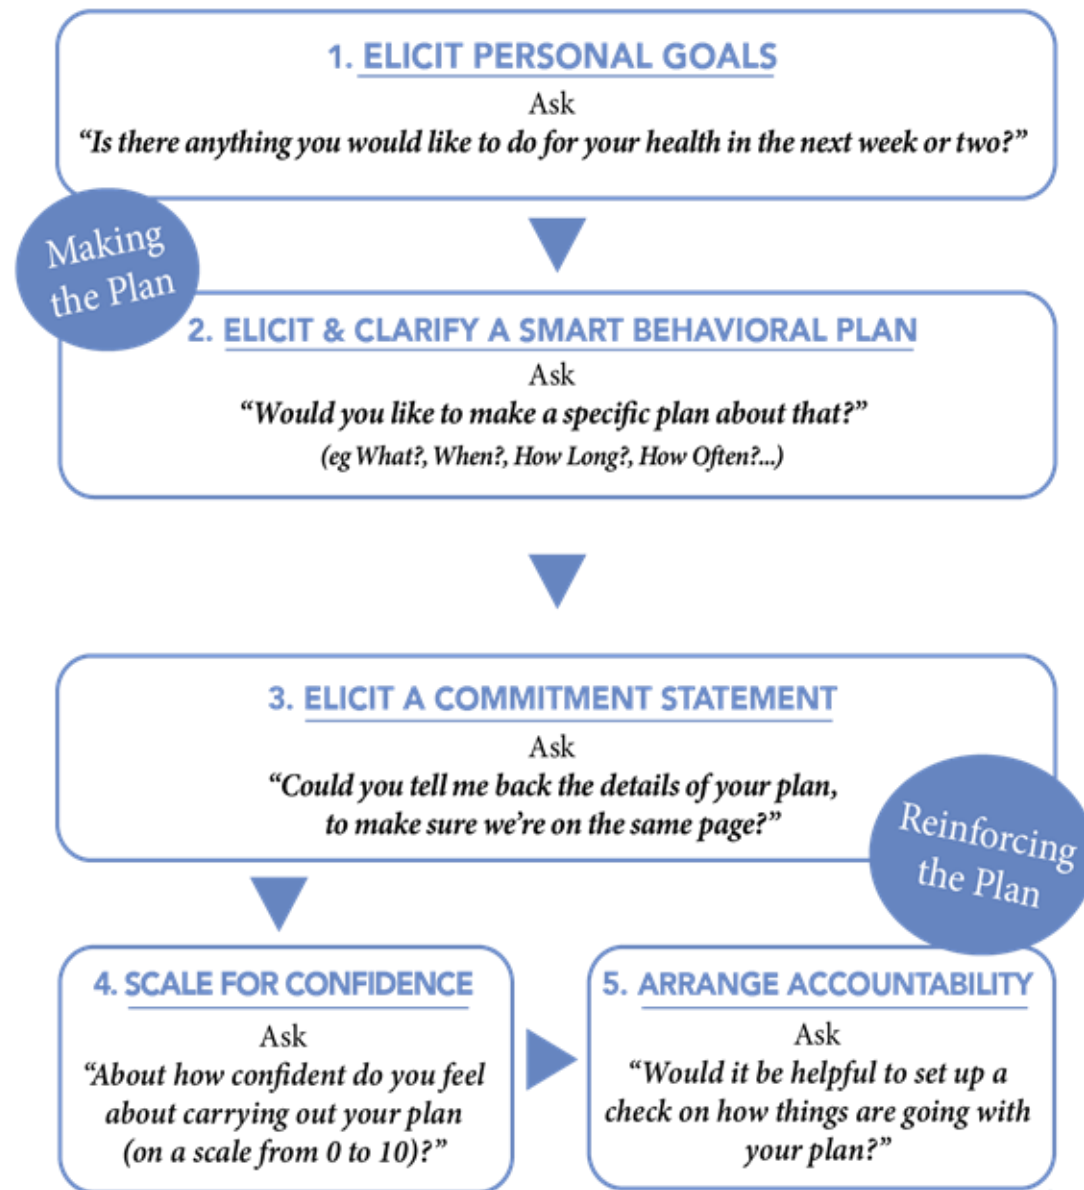 1. ELICIT PERSONAL GOALS
Ask
“Is there anything you would like to do for your health in the next week or two?”
Making
the Plan
2. ELICIT & CLARIFY A SMART BEHAVIORAL PLAN
Ask
“Would you like to make a specific plan about that?”
(eg What?, When?, How Long?, How Often?...)
3. ELICIT A COMMITMENT STATEMENT
Ask
“Could you tell me back the details of your plan,
to make sure we’re on the same page?”
Reinforcing
the Plan
4. SCALE FOR CONFIDENCE
Ask
“About how confident do you feel
about carrying out your plan
(on a scale from 0 to 10)?”
5. ARRANGE ACCOUNTABILITY
Ask
“Would it be helpful to set up a
check on how things are going with
your plan?”